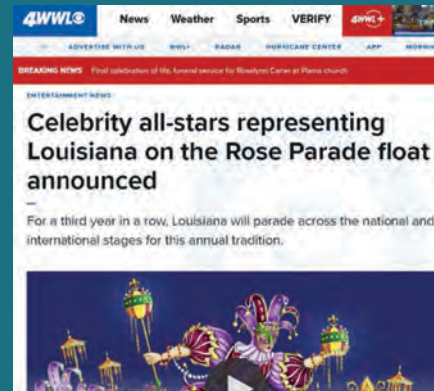 4WWL
News Weather Sports VERIFY 4WWL+
ADVERTISE WITH US WWL+ RADAR HURRICANE CENTER APP
BREAKING NEWS Final celebration of life, funeral service for Rosalynn Carter at Plains church
ENTERTAINMENT NEWS
Celebrity all-stars representing
Louisiana on the Rose Parade float
announced
For a third year in a row, Louisiana will parade across the national and
international stages for this annual tradition.